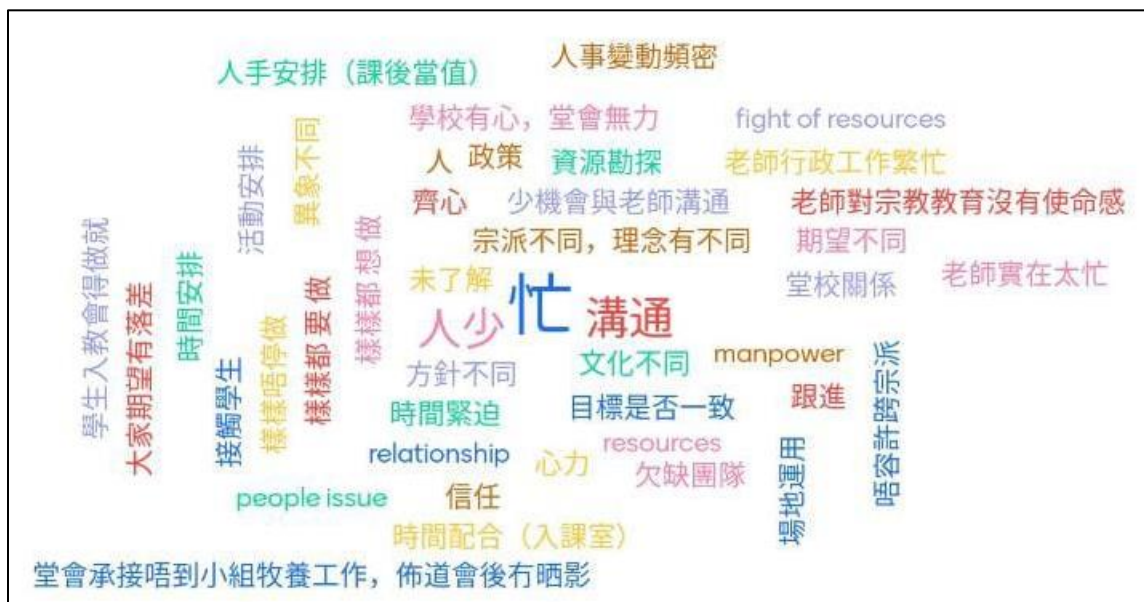 人事變動頻密
人手安排（課後當值）
學校有心，堂會無力
fight of resources
人
政策
資源勘探
老師行政工作繁忙
齊心
少機會與老師溝通
老師對宗教教育沒有使命感
宗派不同，理念有不同
期望不同
未了解
忙
堂校關係
老師實在太忙
人少
溝通
方針不同
文化不同
manpower
時間緊迫
目標是否一致
跟進
relationship
心力
resources
欠缺團隊
people issue
信任
時間配合（入課室）
堂會承接唔到小組牧養工作，佈道會後冇晒影
學生入教會得做就
大家期望有落差
時間安排
接觸學生
活動安排
樣樣唔停做
異象不同
樣樣都 要 做
樣樣都 想 做
場地運用
唔容許跨宗派